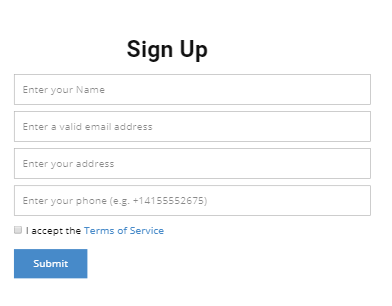 Sign Up
Enter your Name
Enter a valid email address
Enter your address
Enter your phone (e.g. +14155552675)
I accept the Terms of Service
Submit